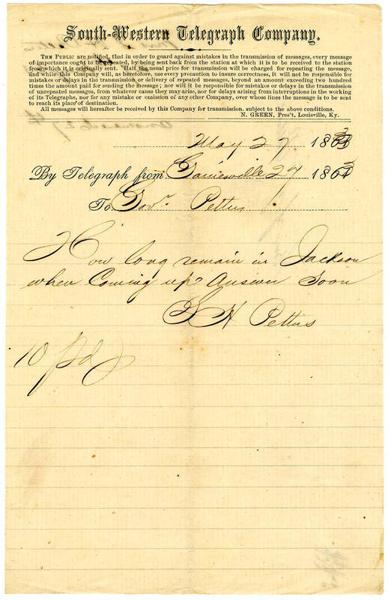 South-Western Telegraph Company.
THE PUBLIC are notified, that in order to guard against mistakes in the transmission of messages, every message
of importance ought to be repeated, by being sent back from the station at which it is to be received to the station
from which it is originally sent. Half the usual price for transmission will be charged for repeating the message,
and while this Company will, as heretofore, use every precaution to insure correctness, it will not be responsible for
mistakes or delays in the transmission or delivery of repeated messages, beyond an amount exceeding two hundred
times the amount paid for sending the message; nor will it be responsible for mistakes or delays in the transmission
of unrepeated messages, from whatever cause they may arise, nor for delays arising from interruptions in the working
of its Telegraphs, nor for any mistake or omission of any other Company, over whose lines the message is to be sent
to reach its place of destination.
All messages will hereafter be received by this Company for transmission, subject to the above conditions.
N. GREEN, Pres't, Louisville, Ky.
May 27 1863
By Telegraph from Gainesville 27 1863
To Govr. Pettus
How long remain in Jackson
when Coming up? Answer Soon
J H Pettus
10 pd